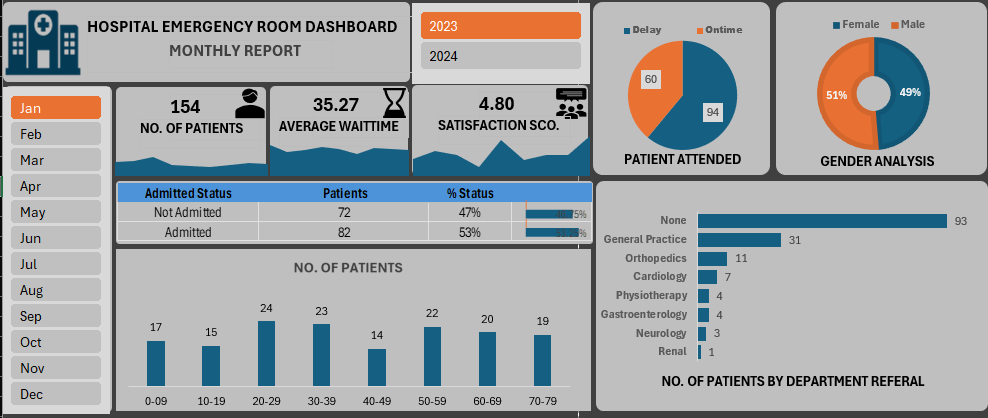 HOSPITAL EMERGENCY ROOM DASHBOARD
MONTHLY REPORT
2023
2024
Jan
Feb
Mar
Apr
May
Jun
Jul
Aug
Sep
Oct
Nov
Dec
154
NO. OF PATIENTS
35.27
AVERAGE WAITTIME
4.80
SATISFACTION SCO.
Delay Ontime
60
94
PATIENT ATTENDED
Female Male
51% 49%
GENDER ANALYSIS
Admitted Status Patients % Status
Not Admitted 72 47%
Admitted 82 53%
NO. OF PATIENTS
17 15 24 23 14 22 20 19
0-09 10-19 20-29 30-39 40-49 50-59 60-69 70-79
None 93
General Practice 31
Orthopedics 11
Cardiology 7
Physiotherapy 4
Gastroenterology 4
Neurology 3
Renal 1
NO. OF PATIENTS BY DEPARTMENT REFERAL